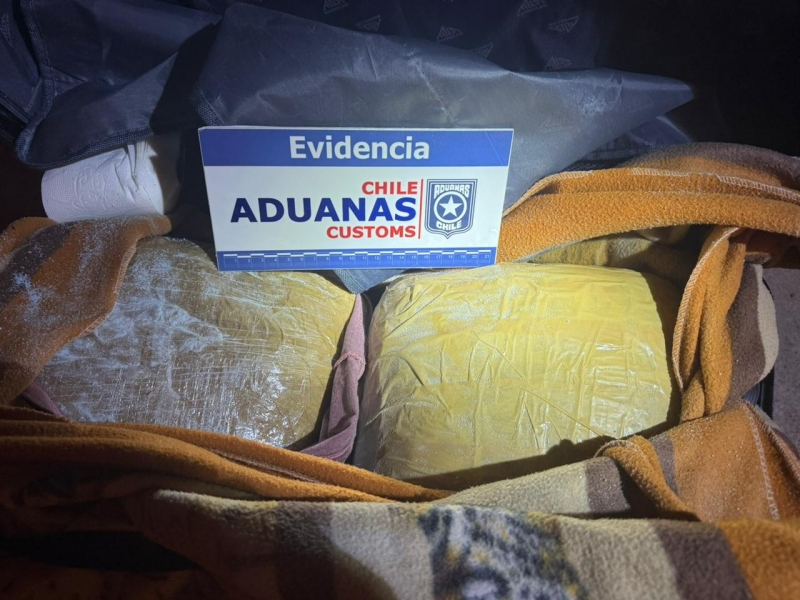 Evidencia
CHILE
ADUANAS
CUSTOMS
ADUANAS
CHILE